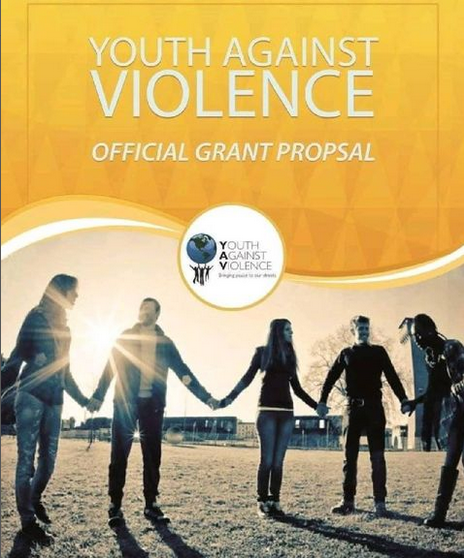 YOUTH AGAINST
VIOLENCE
OFFICIAL GRANT PROPSAL
YOUTH
AGAINST
VIOLENCE
Bringing peace to our streets